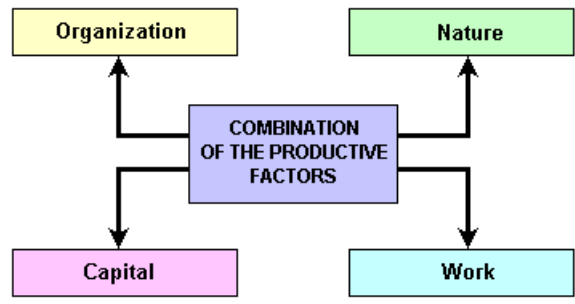 Organization
Nature
COMBINATION
OF THE PRODUCTIVE
FACTORS
Capital
Work